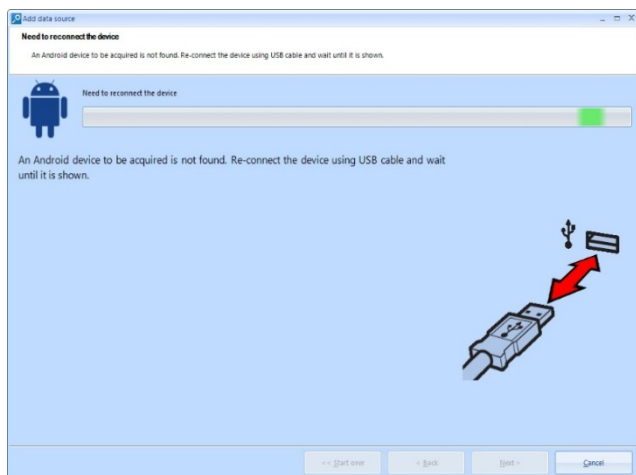 Add data source
Need to reconnect the device
An Android device to be acquired is not found. Re-connect the device using USB cable and wait until it is shown.
Need to reconnect the device
An Android device to be acquired is not found. Re-connect the device using USB cable and wait
until it is shown.
<< Start over < Back Next > Cancel